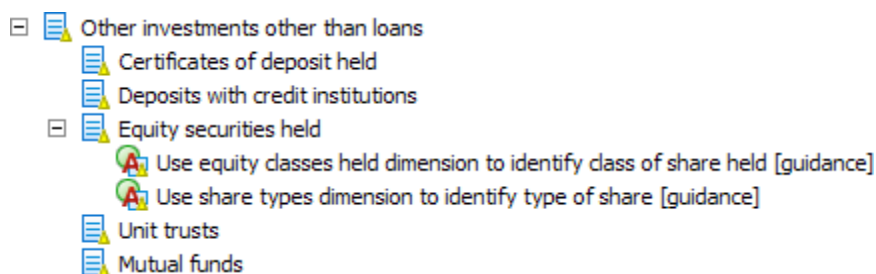 Other investments other than loans
Certificates of deposit held
Deposits with credit institutions
Equity securities held
Use equity classes held dimension to identify class of share held [guidance]
Use share types dimension to identify type of share [guidance]
Unit trusts
Mutual funds